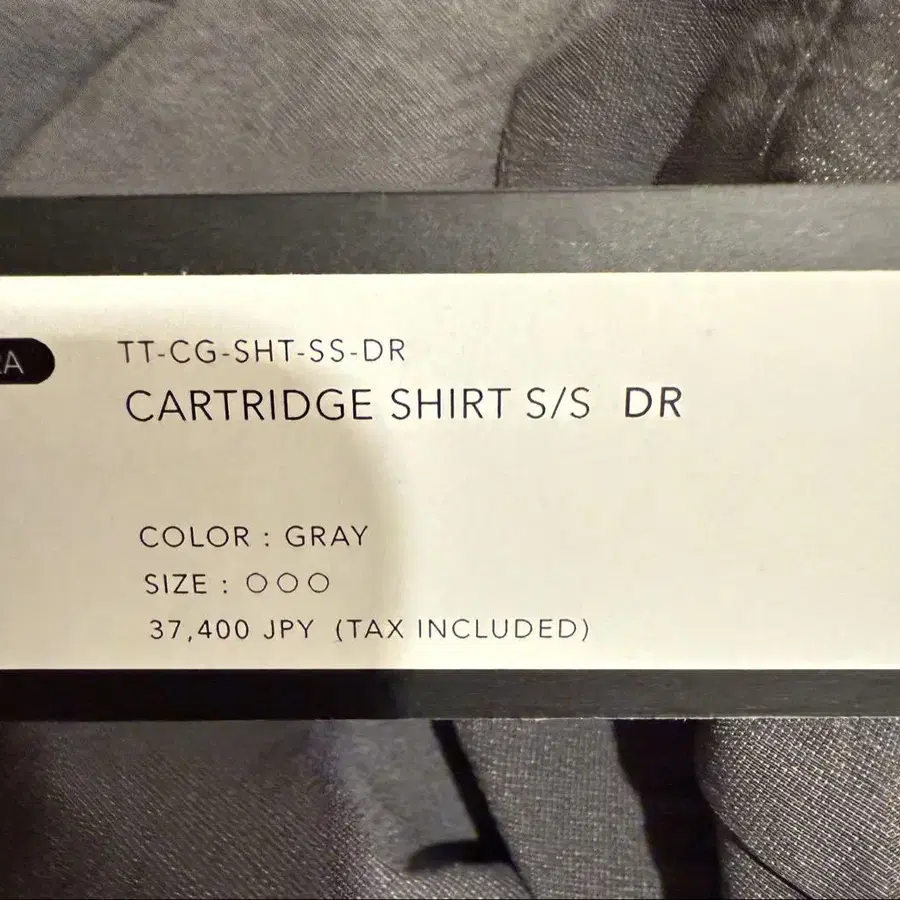 TT-CG-SHT-SS-DR
CARTRIDGE SHIRT S/S DR
COLOR : GRAY
SIZE : ○○○
37,400 JPY (TAX INCLUDED)